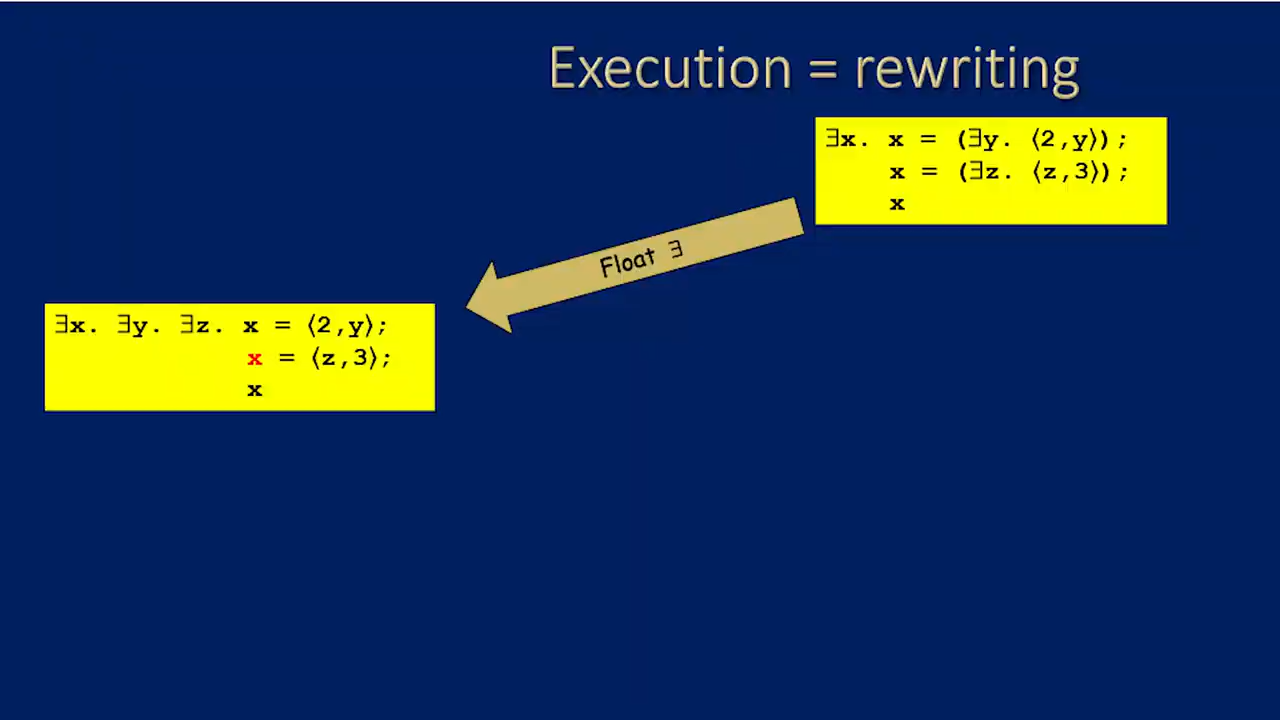 Execution = rewriting
∃x. x = (∃y. ⟨2,y⟩);
x = (∃z. ⟨z,3⟩);
x
Float ∃
∃x. ∃y. ∃z. x = ⟨2,y⟩;
x = ⟨z,3⟩;
x